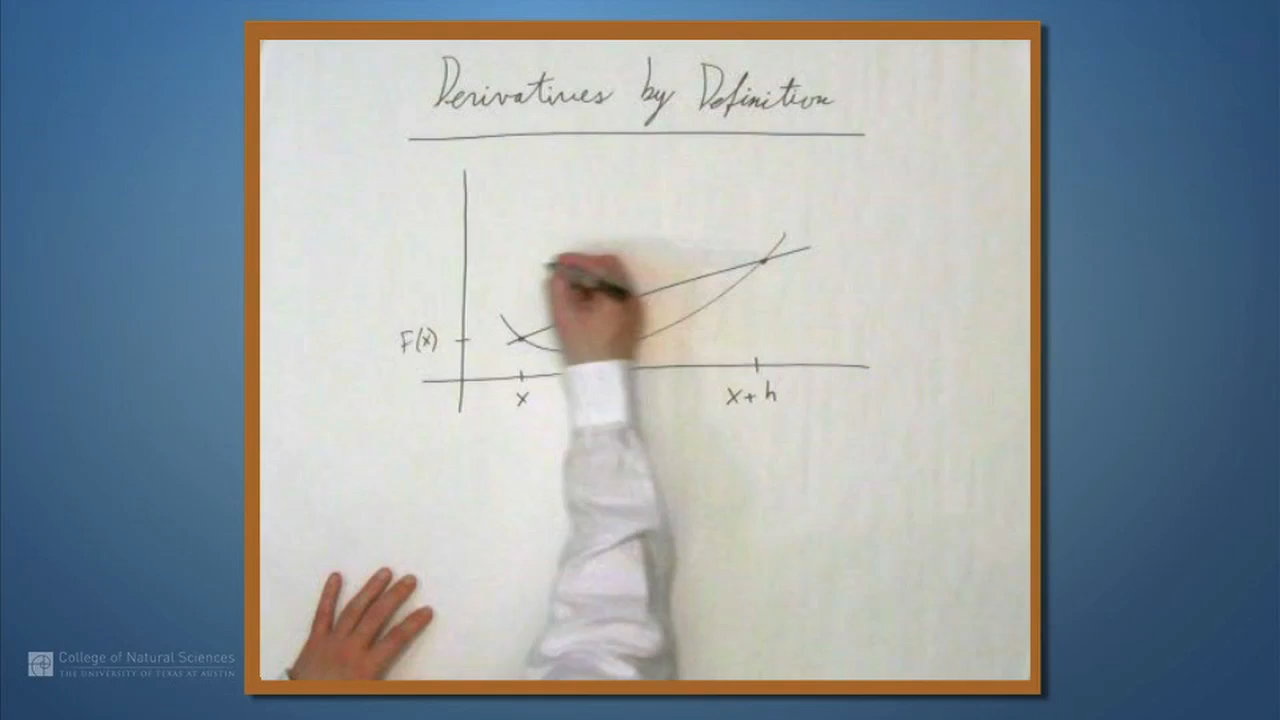 Derivatives by Definition
F(x)
x
x + h
College of Natural Sciences
THE UNIVERSITY OF TEXAS AT AUSTIN